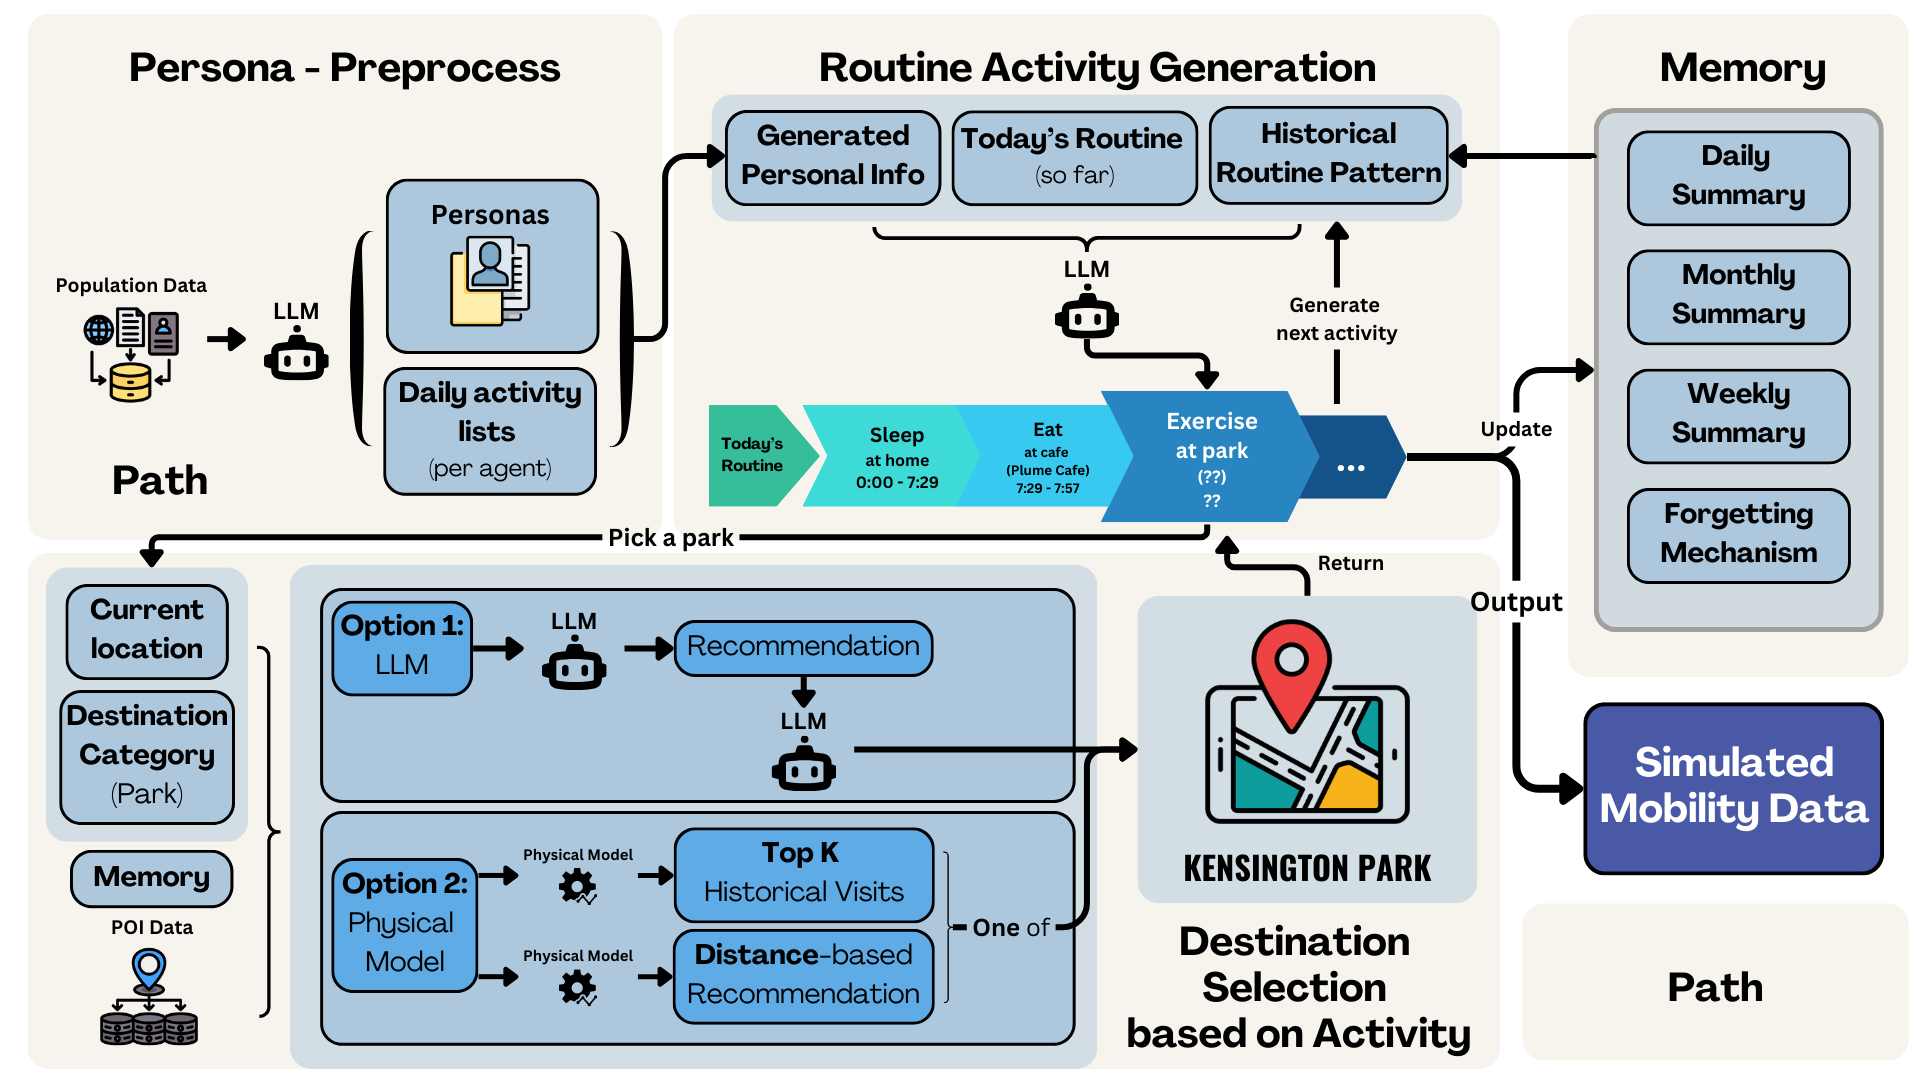 Persona - Preprocess
Population Data
LLM
Personas
Daily activity
lists
(per agent)
Path
Routine Activity Generation
Generated
Personal Info
Today's Routine
(so far)
Historical
Routine Pattern
LLM
Generate
next activity
Today's
Routine
Sleep
at home
0:00 - 7:29
Eat
at cafe
(Plume Cafe)
7:29 - 7:57
Exercise
at park
(??)
??
...
Memory
Daily
Summary
Monthly
Summary
Weekly
Summary
Forgetting
Mechanism
Update
Output
Simulated
Mobility Data
Path
Pick a park
Return
Current
location
Destination
Category
(Park)
Memory
POI Data
Option 1:
LLM
LLM
Recommendation
LLM
Option 2:
Physical
Model
Physical Model
Top K
Historical Visits
Physical Model
Distance-based
Recommendation
One of
KENSINGTON PARK
Destination
Selection
based on Activity